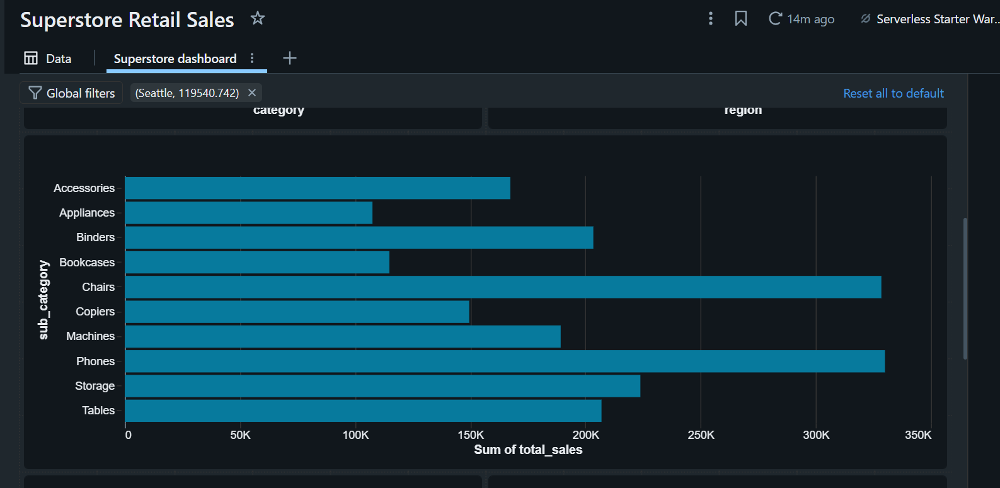 Superstore Retail Sales
14m ago
Serverless Starter War..
Data
Superstore dashboard
Global filters
(Seattle, 119540.742)
Reset all to default
category
region
sub_category
Accessories
Appliances
Binders
Bookcases
Chairs
Copiers
Machines
Phones
Storage
Tables
0 50K 100K 150K 200K 250K 300K 350K
Sum of total_sales